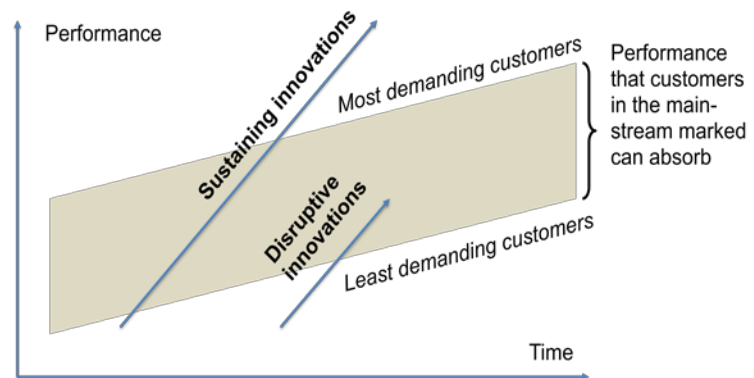 Performance
Sustaining innovations
Most demanding customers
Performance
that customers
in the main-
stream marked
can absorb
Disruptive
innovations
Least demanding customers
Time